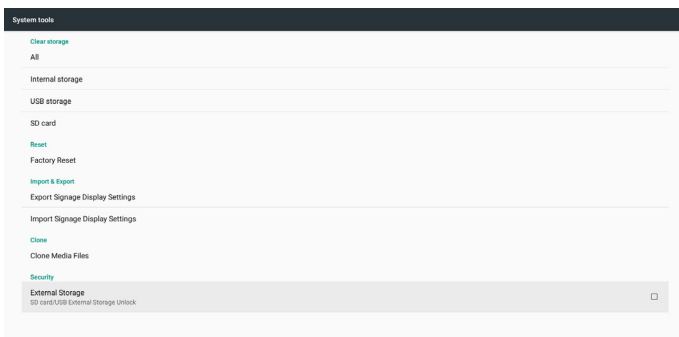 System tools
Clear storage
All
Internal storage
USB storage
SD card
Reset
Factory Reset
Import & Export
Export Signage Display Settings
Import Signage Display Settings
Clone
Clone Media Files
Security
External Storage
SD card/USB External Storage Unlock